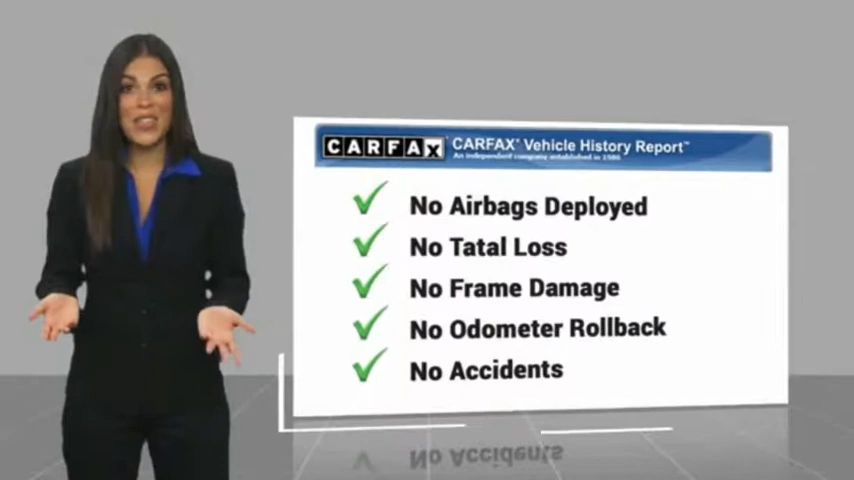 CARFAX CARFAX™ Vehicle History Report™
An independent company established in 1986
No Airbags Deployed
No Tatal Loss
No Frame Damage
No Odometer Rollback
No Accidents
No Accidents